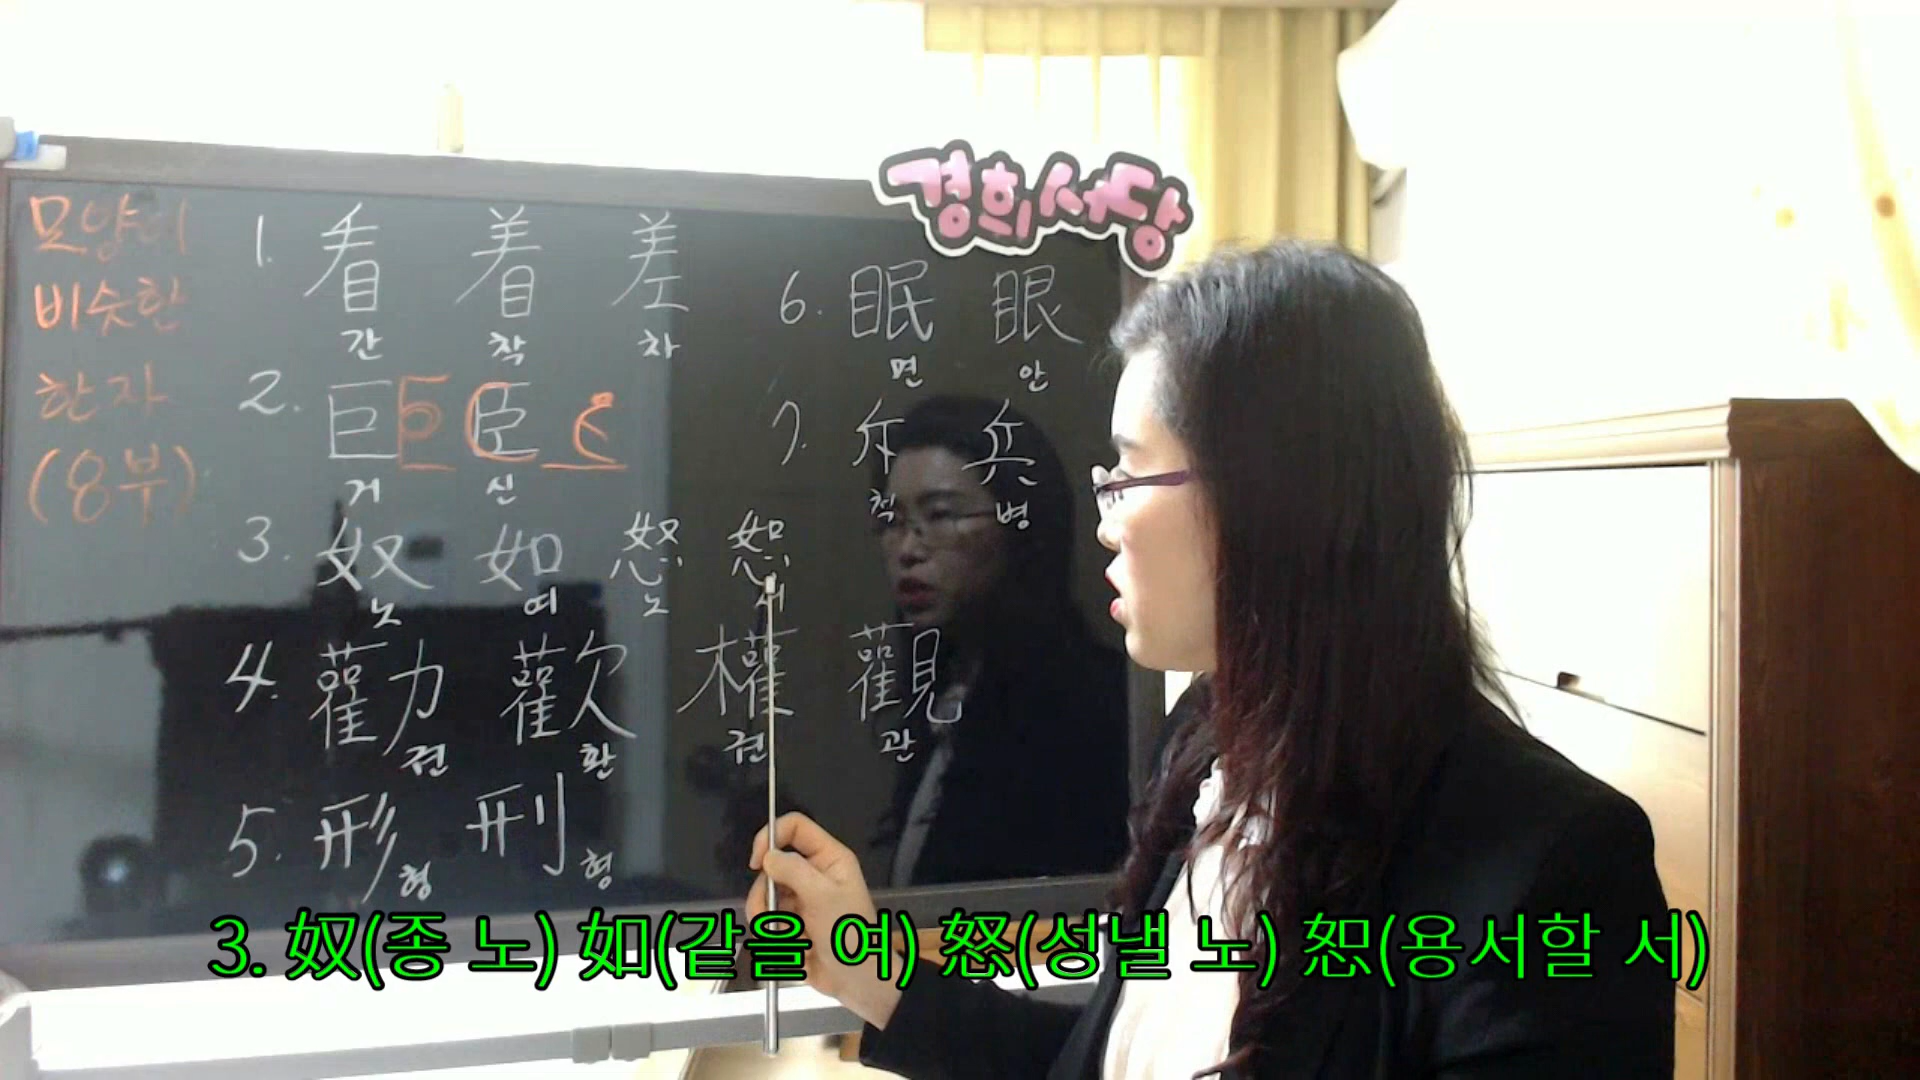 경희서당
모양이
비슷한
한자
(8부)
1. 看 着 差
간 착 차
2. 巨 臣
거 신
3. 奴 如 怒 恕
노 여 노 서
4. 勸 歡 權 觀
권 환 권 관
5. 形 刑
형 형
6. 眠 眼
면 안
7. 斥 兵
척 병
3. 奴(종 노) 如(같을 여) 怒(성낼 노) 恕(용서할 서)